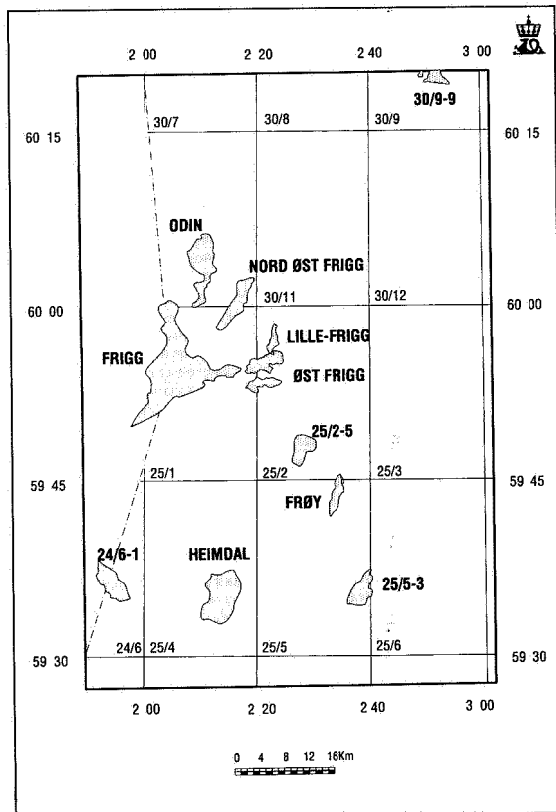 2 00 2 20 2 40 3 00
30/9-9
60 15 30/7 30/8 30/9 60 15
ODIN
NORD ØST FRIGG
60 00 30/11 30/12 60 00
LILLE-FRIGG
FRIGG
ØST FRIGG
25/2-5
59 45 25/1 25/2 25/3 59 45
FRØY
24/6-1 HEIMDAL
25/5-3
59 30 24/6 25/4 25/5 25/6 59 30
2 00 2 20 2 40 3 00
0 4 8 12 16Km